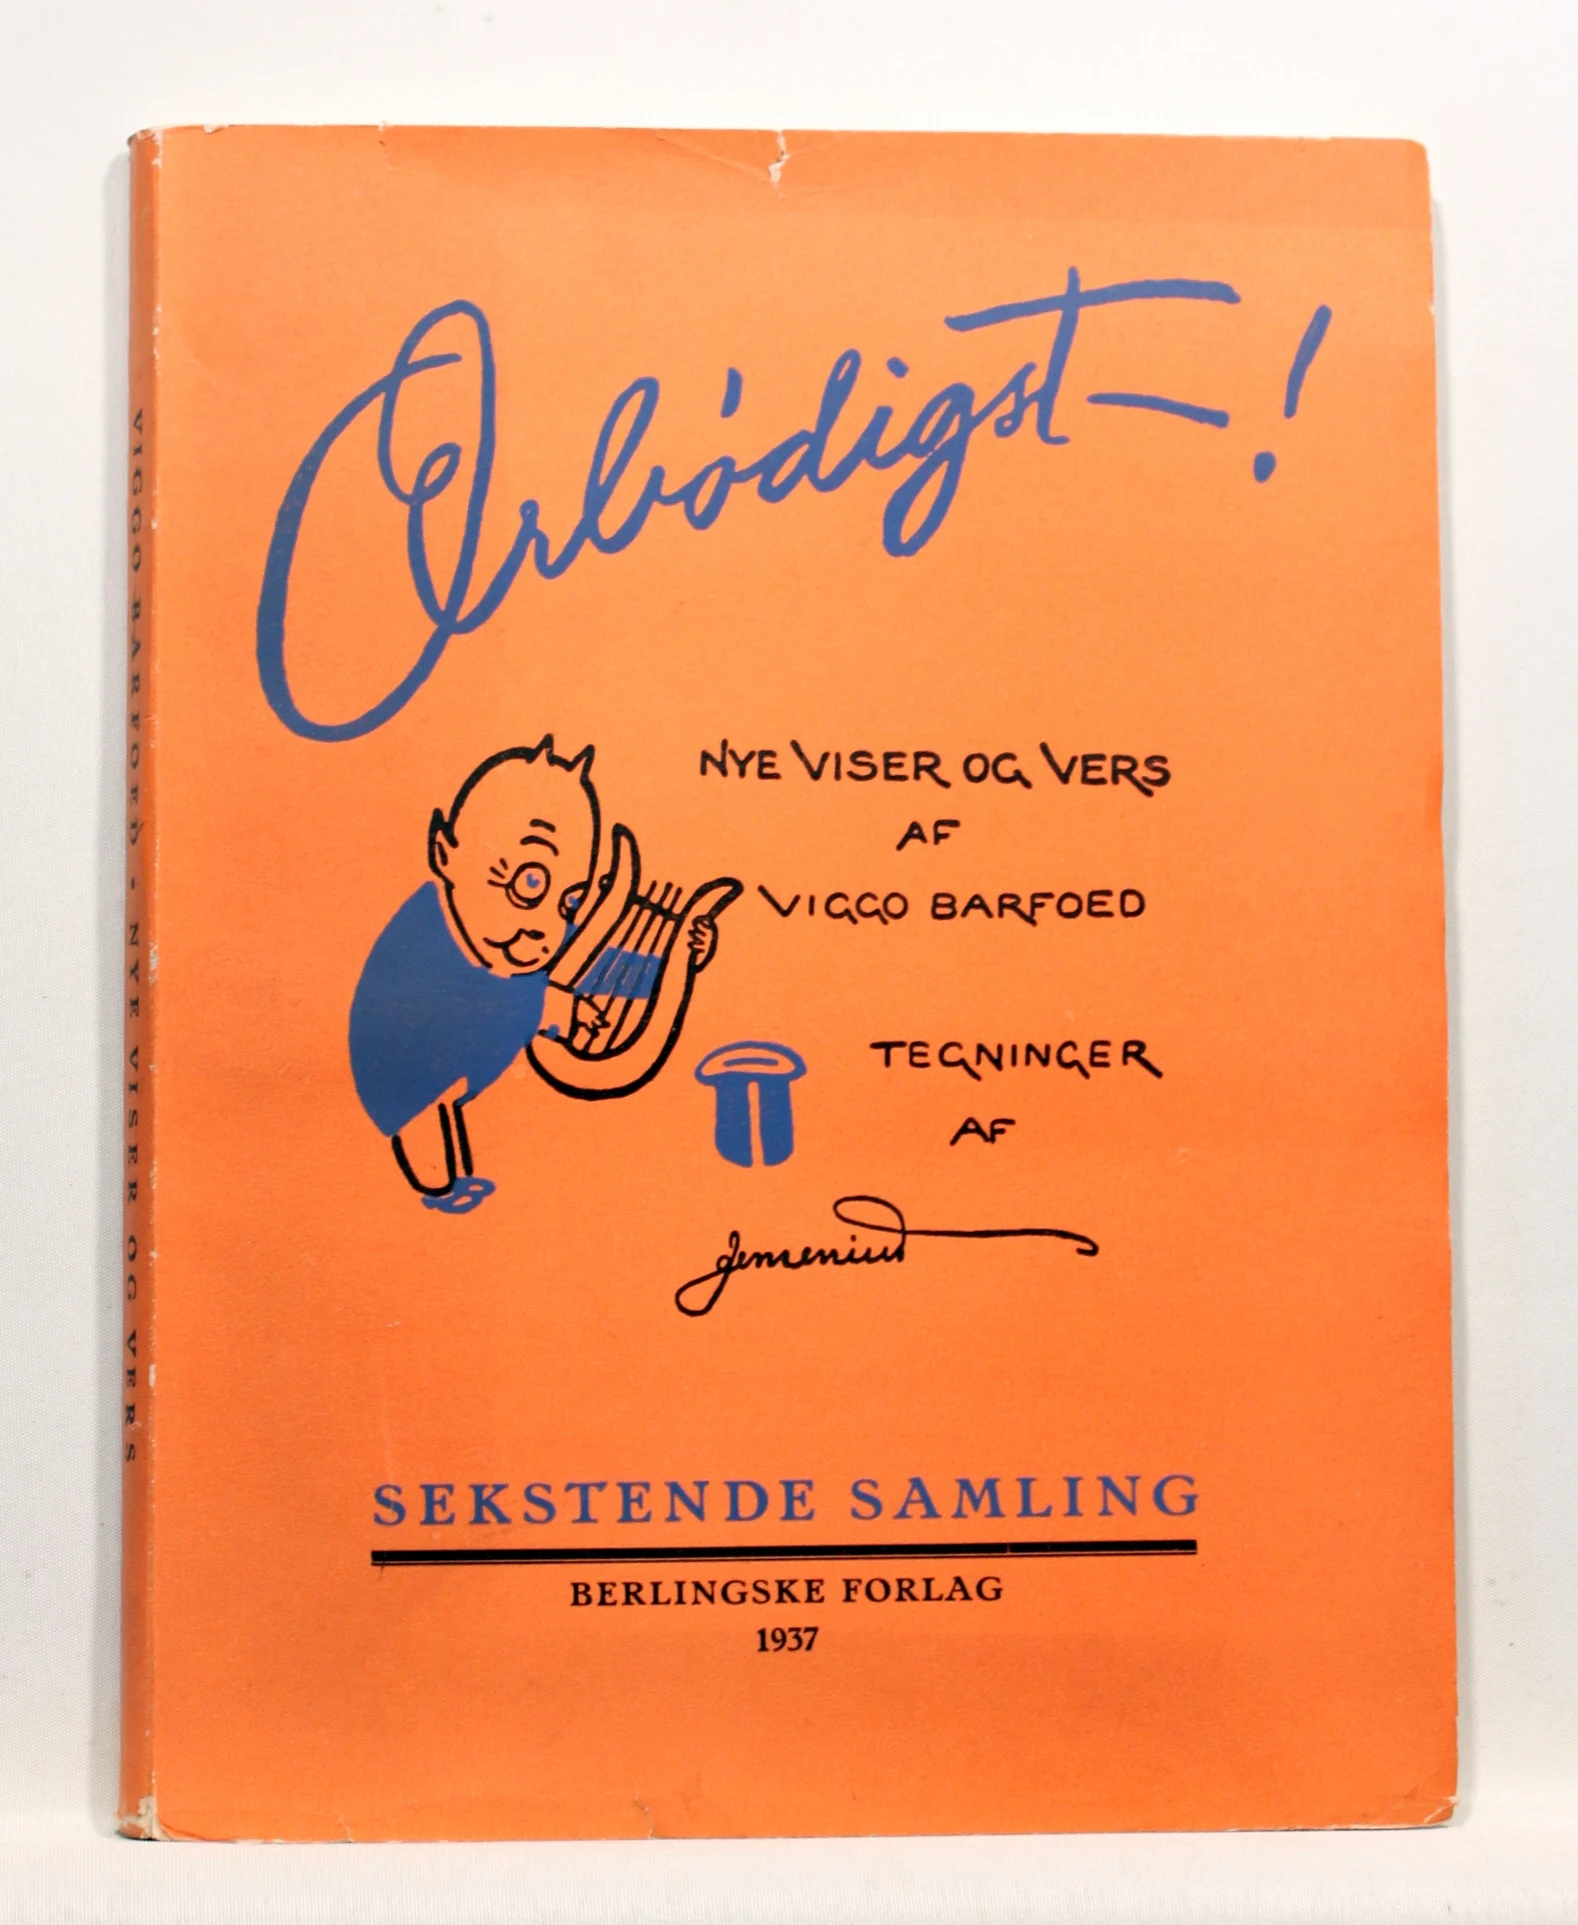 Ærbødigst—!
NYE VISER OG VERS
AF
VIGGO BARFOED
TEGNINGER
AF
Jensenius
SEKSTENDE SAMLING
BERLINGSKE FORLAG
1937
VIGGO BARFOED · NYE VISER OG VERS